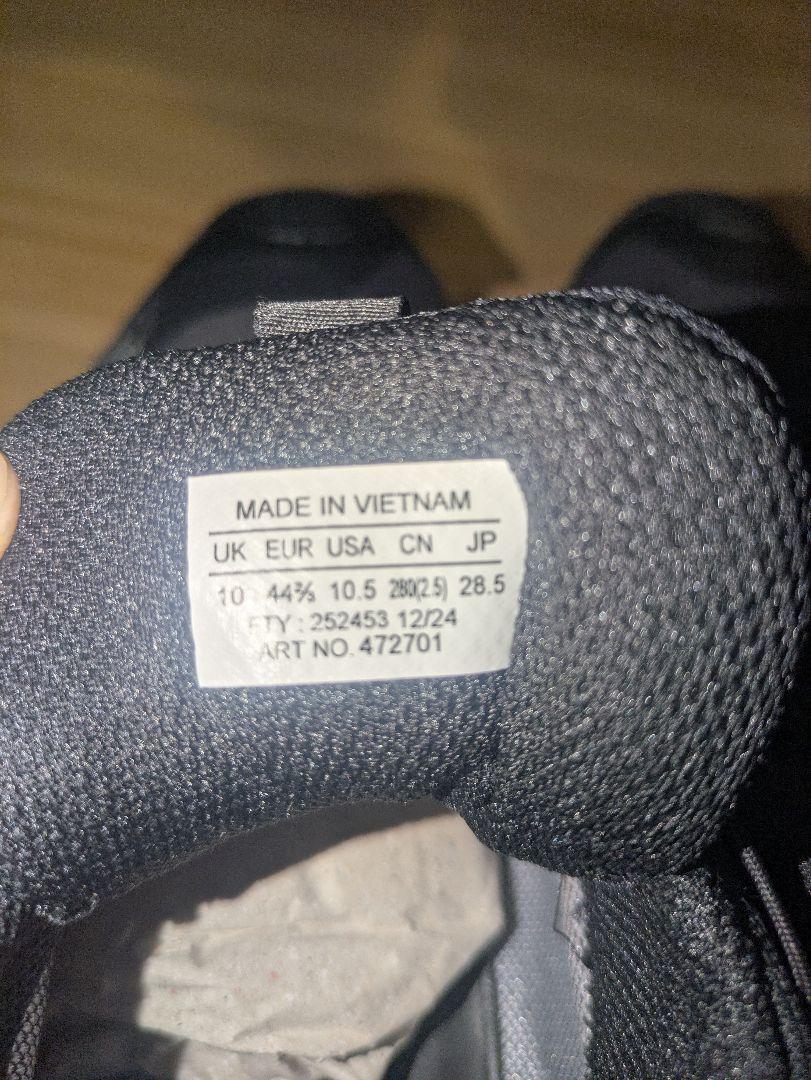 MADE IN VIETNAM
UK EUR USA CN JP
10 44⅔ 10.5 280(2.5) 28.5
FTY : 252453 12/24
ART NO. 472701